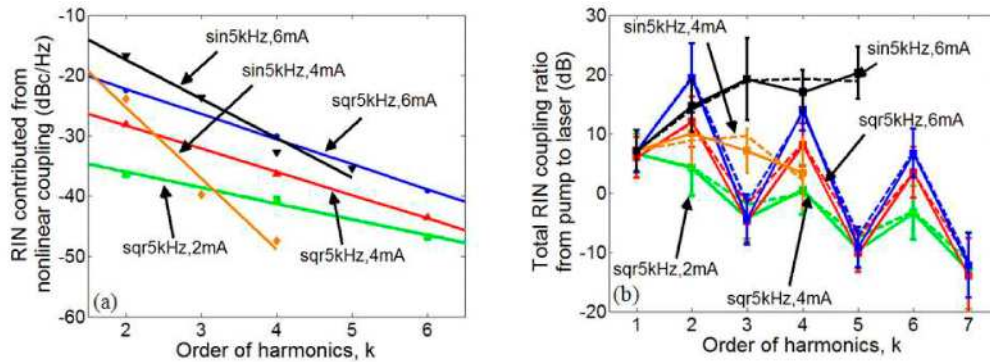 -10
-20
-30
-40
-50
-60
RIN contributed from
nonlinear coupling (dBc/Hz)
sin5kHz,6mA
sin5kHz,4mA
sqr5kHz,6mA
sqr5kHz,2mA
sqr5kHz,4mA
(a)
2 3 4 5 6
Order of harmonics, k
30
20
10
0
-10
-20
Total RIN coupling ratio
from pump to laser (dB)
sin5kHz,4mA
sin5kHz,6mA
sqr5kHz,6mA
sqr5kHz,2mA
sqr5kHz,4mA
(b)
1 2 3 4 5 6 7
Order of harmonics, k